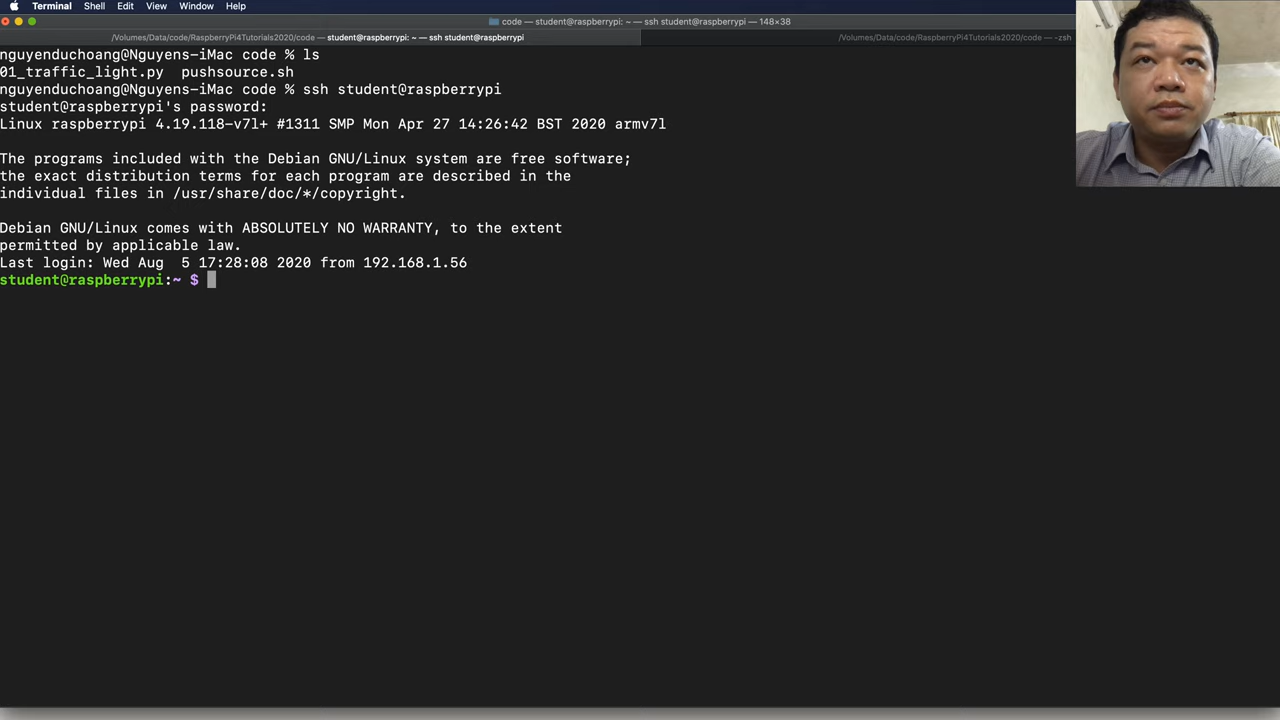 Terminal Shell Edit View Window Help
code — student@raspberrypi: ~ — ssh student@raspberrypi — 148×38
/Volumes/Data/code/RaspberryPi4Tutorials2020/code — student@raspberrypi: ~ — ssh student@raspberrypi
/Volumes/Data/code/RaspberryPi4Tutorials2020/code — -zsh
nguyenduchoang@Nguyens-iMac code % ls
01_traffic_light.py pushsource.sh
nguyenduchoang@Nguyens-iMac code % ssh student@raspberrypi
student@raspberrypi's password:
Linux raspberrypi 4.19.118-v7l+ #1311 SMP Mon Apr 27 14:26:42 BST 2020 armv7l
The programs included with the Debian GNU/Linux system are free software;
the exact distribution terms for each program are described in the
individual files in /usr/share/doc/*/copyright.
Debian GNU/Linux comes with ABSOLUTELY NO WARRANTY, to the extent
permitted by applicable law.
Last login: Wed Aug 5 17:28:08 2020 from 192.168.1.56
student@raspberrypi:~ $